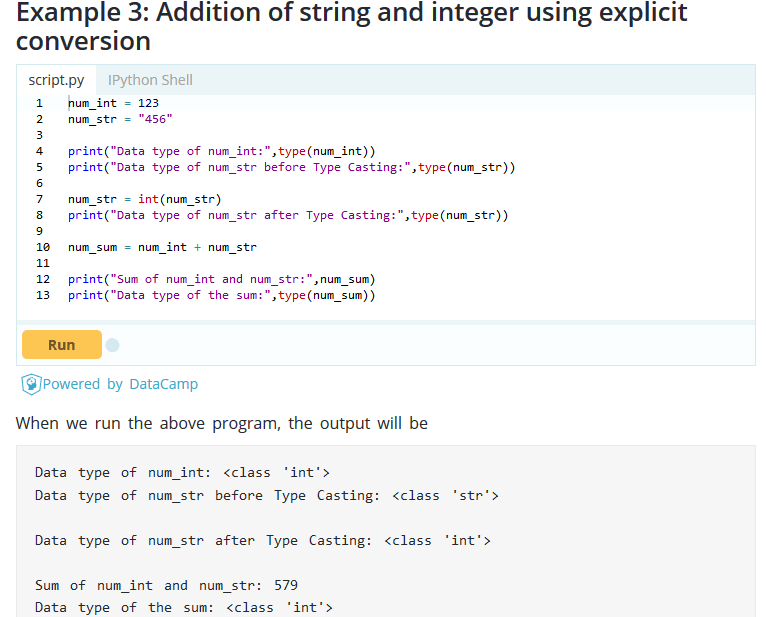 Example 3: Addition of string and integer using explicit
conversion
script.py IPython Shell
1 num_int = 123
2 num_str = "456"
3
4 print("Data type of num_int:",type(num_int))
5 print("Data type of num_str before Type Casting:",type(num_str))
6
7 num_str = int(num_str)
8 print("Data type of num_str after Type Casting:",type(num_str))
9
10 num_sum = num_int + num_str
11
12 print("Sum of num_int and num_str:",num_sum)
13 print("Data type of the sum:",type(num_sum))
Run
Powered by DataCamp
When we run the above program, the output will be
Data type of num_int: <class 'int'>
Data type of num_str before Type Casting: <class 'str'>
Data type of num_str after Type Casting: <class 'int'>
Sum of num_int and num_str: 579
Data type of the sum: <class 'int'>